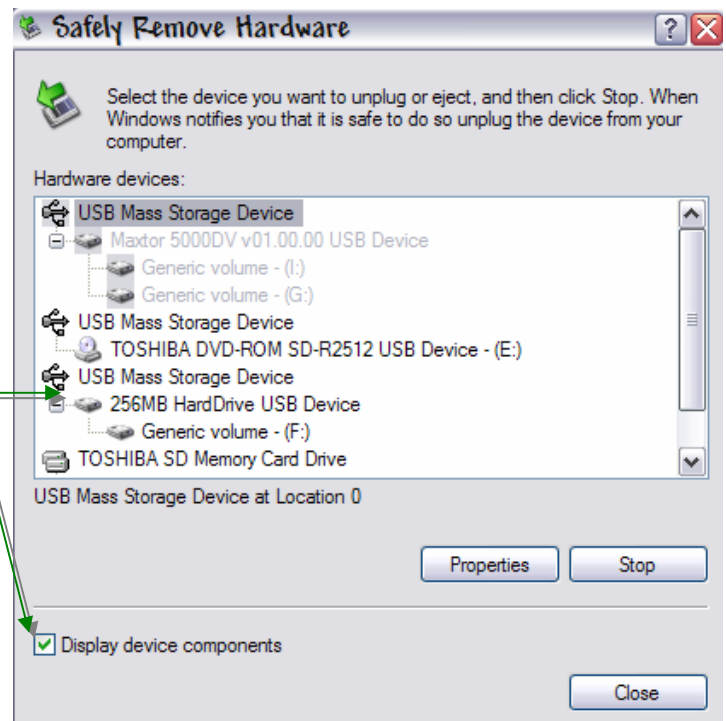 Safely Remove Hardware
Select the device you want to unplug or eject, and then click Stop. When
Windows notifies you that it is safe to do so unplug the device from your
computer.
Hardware devices:
USB Mass Storage Device
Maxtor 5000DV v01.00.00 USB Device
Generic volume - (I:)
Generic volume - (G:)
USB Mass Storage Device
TOSHIBA DVD-ROM SD-R2512 USB Device - (E:)
USB Mass Storage Device
256MB HardDrive USB Device
Generic volume - (F:)
TOSHIBA SD Memory Card Drive
USB Mass Storage Device at Location 0
Properties Stop
Display device components
Close